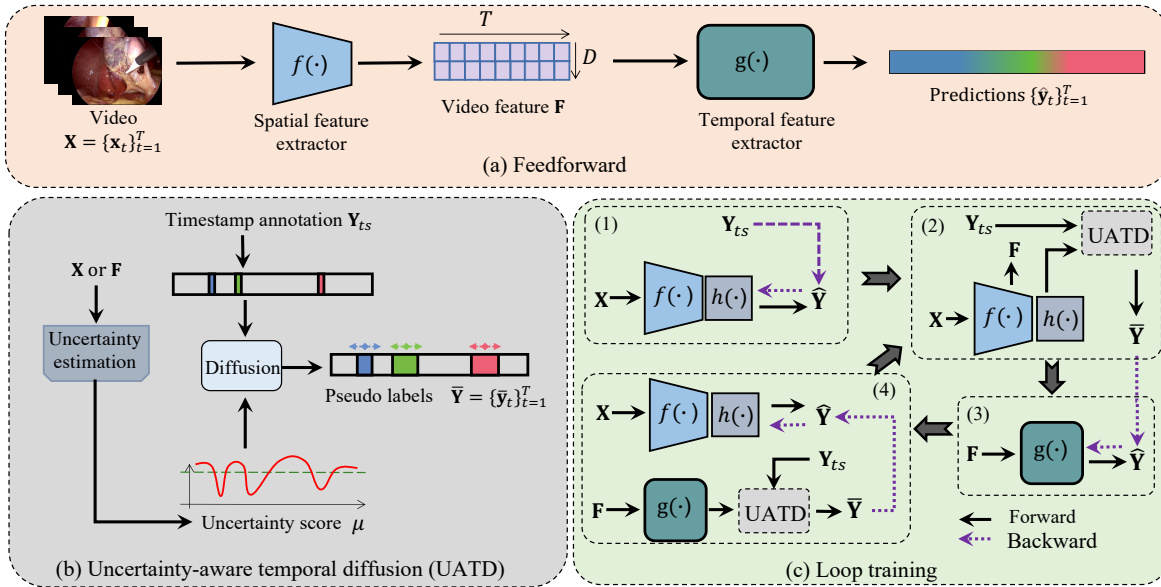 T
f(·)
D
g(·)
Video
X = {x_t}_{t=1}^T
Spatial feature
extractor
Video feature F
Temporal feature
extractor
Predictions {ŷ_t}_{t=1}^T
(a) Feedforward
Timestamp annotation Y_ts
X or F
Uncertainty
estimation
Diffusion
Pseudo labels Ȳ = {ȳ_t}_{t=1}^T
Uncertainty score μ
(b) Uncertainty-aware temporal diffusion (UATD)
(1)
Y_ts
X
f(·)
h(·)
Ŷ
(2)
Y_ts
UATD
F
X
f(·)
h(·)
Ȳ
(3)
F
g(·)
Ŷ
(4)
X
f(·)
h(·)
Ŷ
Y_ts
F
g(·)
UATD
Ȳ
Forward
Backward
(c) Loop training